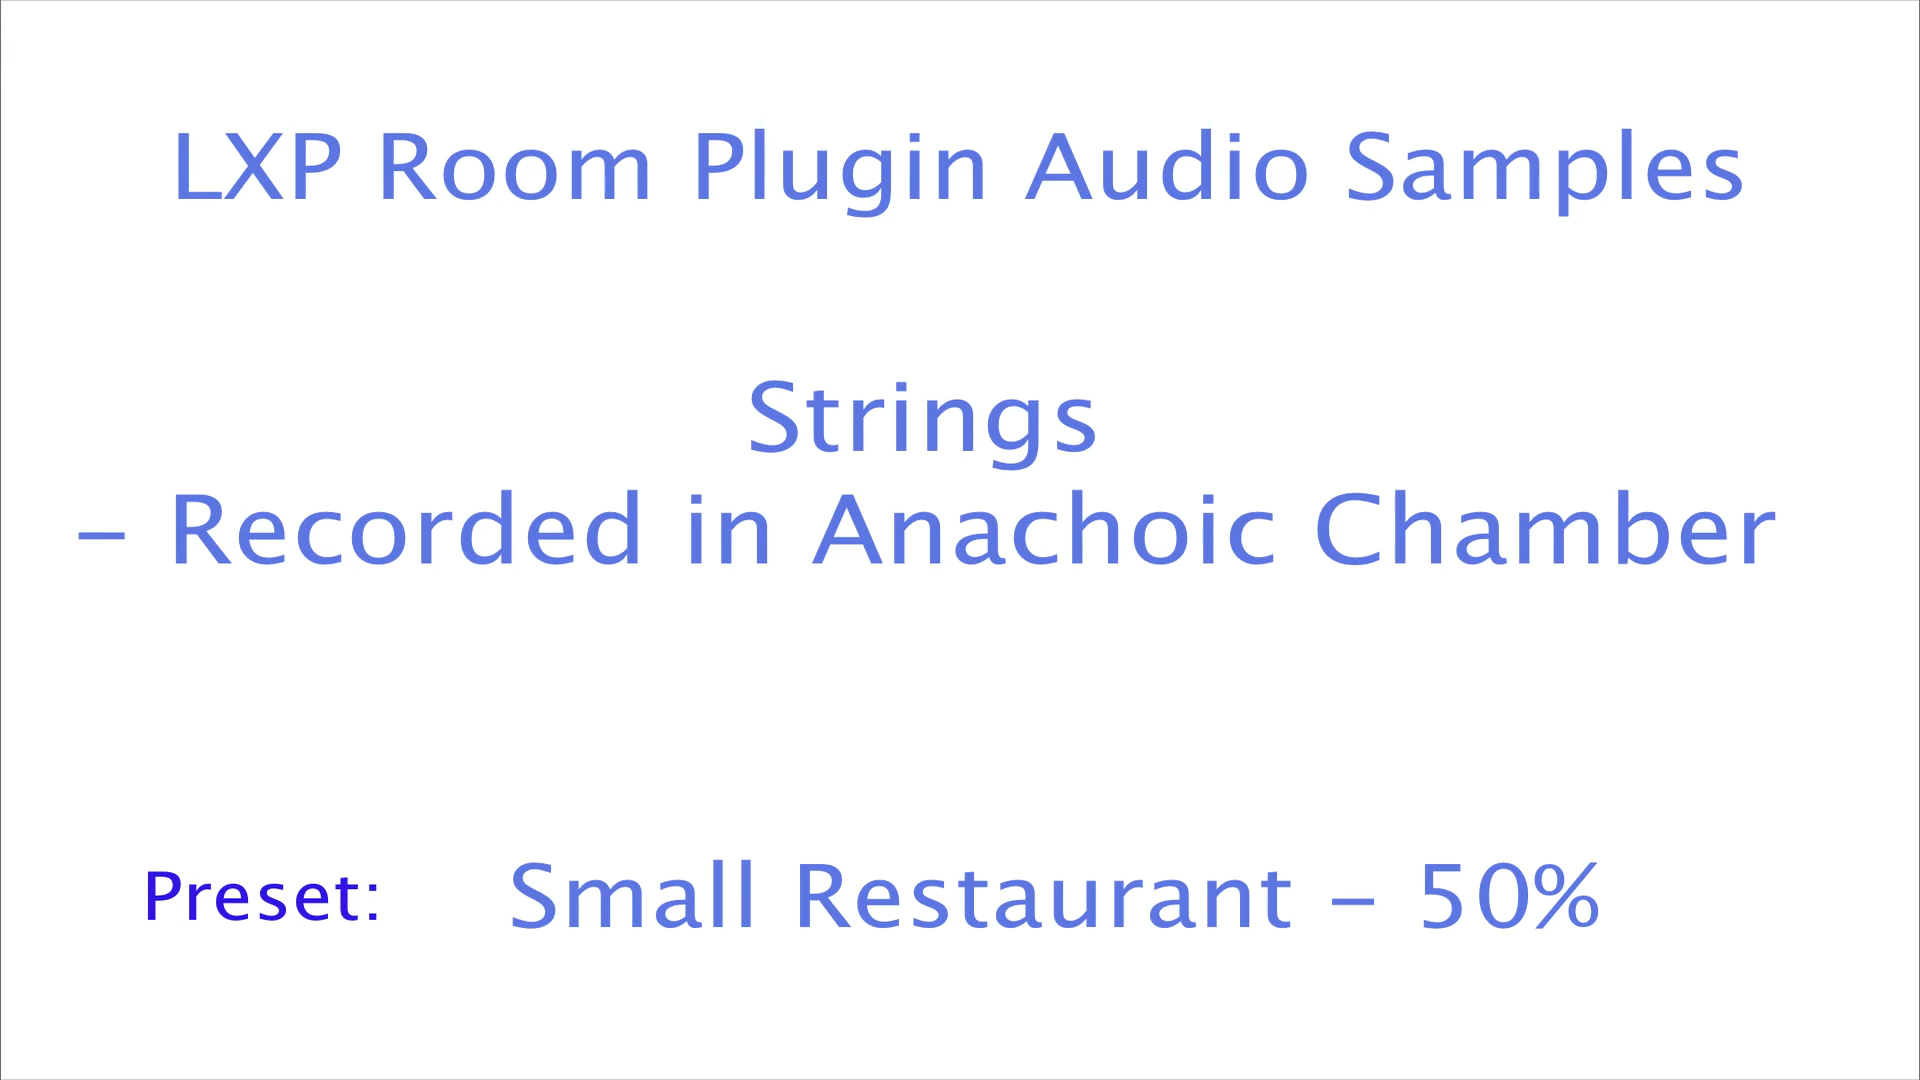 LXP Room Plugin Audio Samples
Strings
– Recorded in Anachoic Chamber
Preset: Small Restaurant – 50%